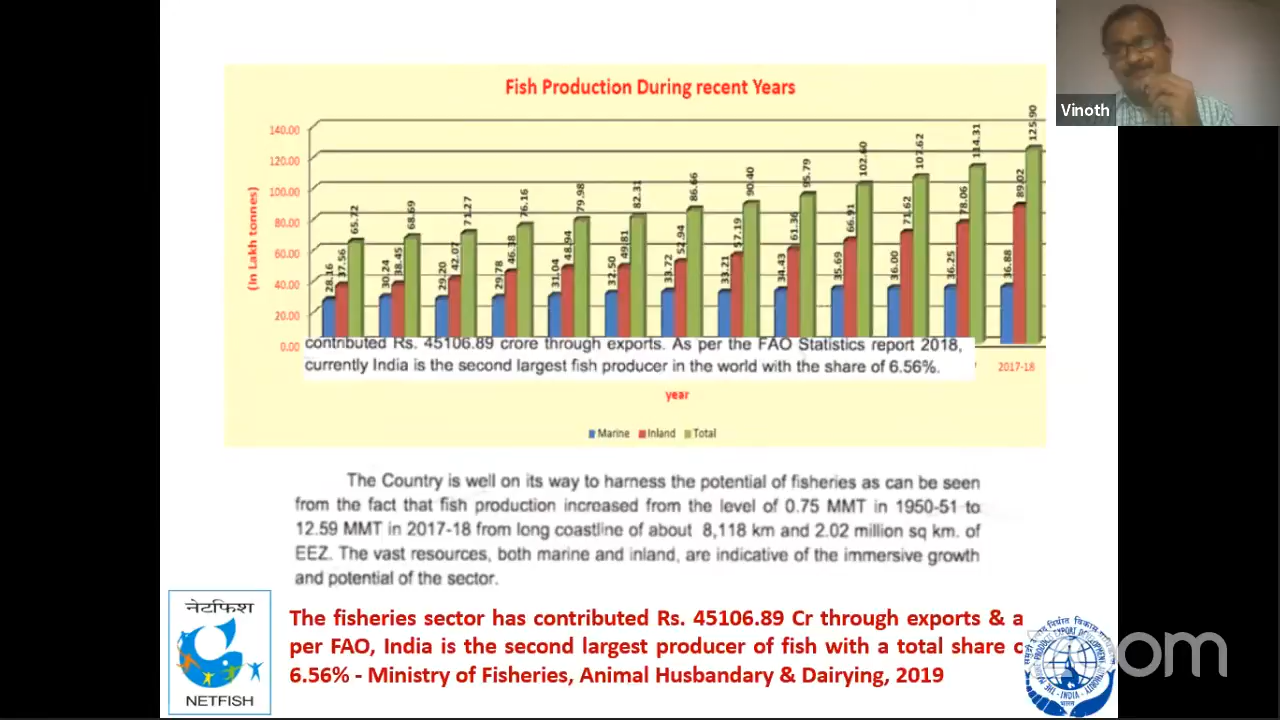 Fish Production During recent Years
Vinoth
(In Lakh tonnes)
140.00
120.00
100.00
80.00
60.00
40.00
20.00
0.00
28.16 37.56 65.72
30.24 38.45 68.69
29.20 42.07 71.27
29.78 46.38 76.16
31.04 48.94 79.98
32.50 49.81 82.31
33.72 52.94 86.66
33.21 57.19 90.40
34.43 61.36 95.79
35.69 66.91 102.60
36.00 71.62 107.62
36.25 78.06 114.31
36.88 89.02 125.90
contributed Rs. 45106.89 crore through exports. As per the FAO Statistics report 2018,
currently India is the second largest fish producer in the world with the share of 6.56%.
2017-18
year
Marine Inland Total
The Country is well on its way to harness the potential of fisheries as can be seen
from the fact that fish production increased from the level of 0.75 MMT in 1950-51 to
12.59 MMT in 2017-18 from long coastline of about 8,118 km and 2.02 million sq km. of
EEZ. The vast resources, both marine and inland, are indicative of the immersive growth
and potential of the sector.
The fisheries sector has contributed Rs. 45106.89 Cr through exports & a
per FAO, India is the second largest producer of fish with a total share o
6.56% - Ministry of Fisheries, Animal Husbandary & Dairying, 2019
नेटफिश
NETFISH
om